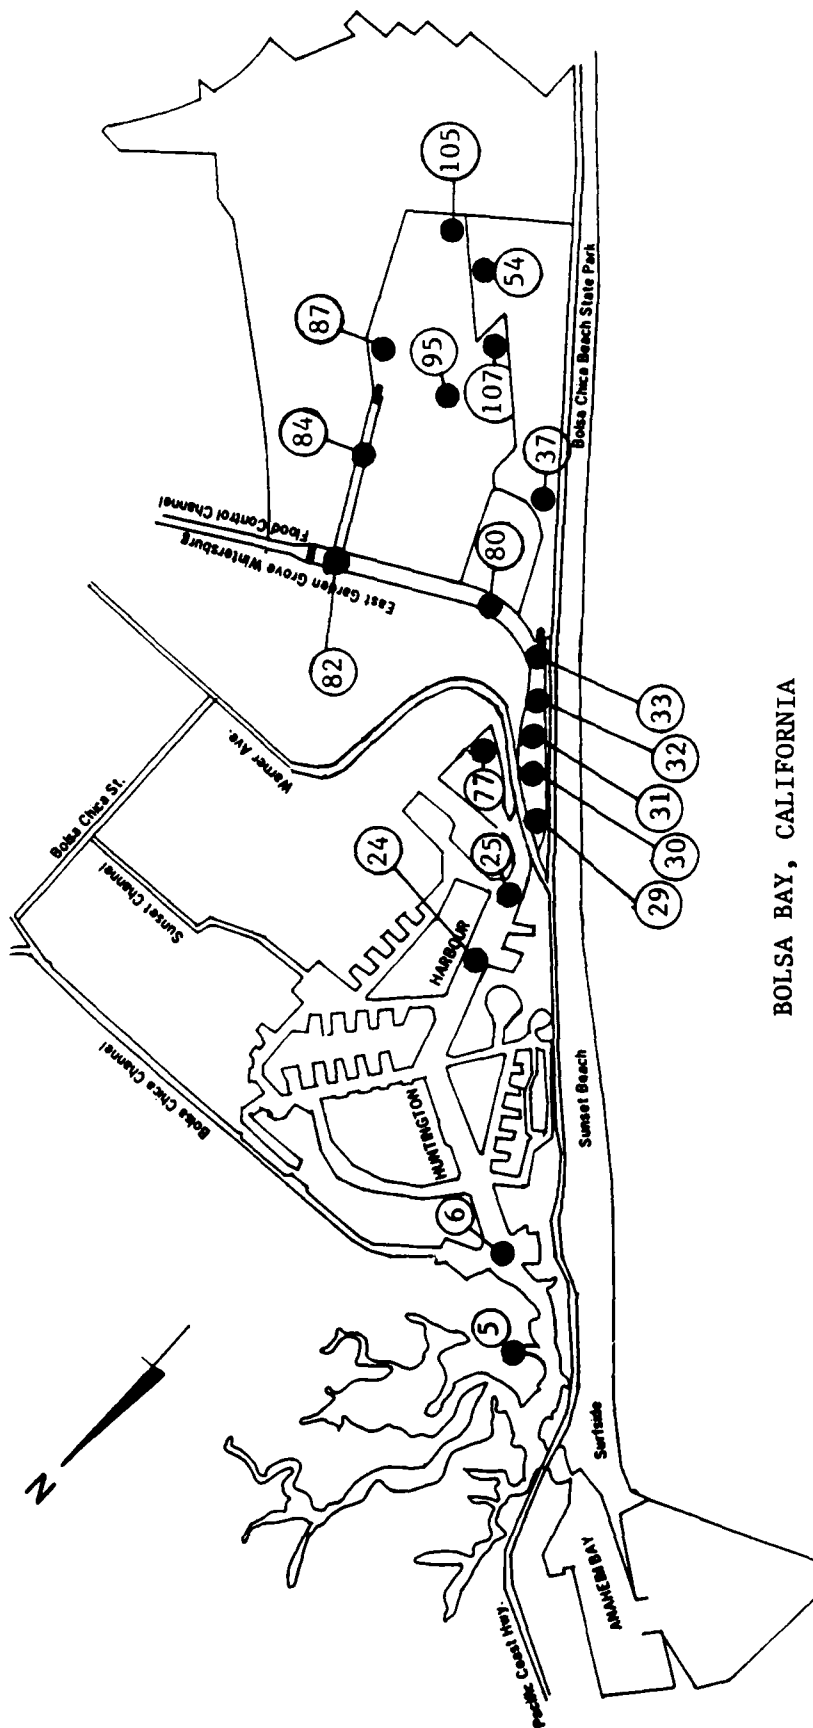 N
Pacific Coast Hwy.
ANAHEIM BAY
Surfside
5
6
Bolsa Chica Channel
HUNTINGTON
HARBOUR
Sunset Beach
Sunset Channel
Bolsa Chica St.
Warner Ave.
24
25
77
29
30
31
32
33
East Garden Grove Wintersburg
Flood Control Channel
82
80
84
37
87
95
107
54
105
Bolsa Chica Beach State Park
BOLSA BAY, CALIFORNIA